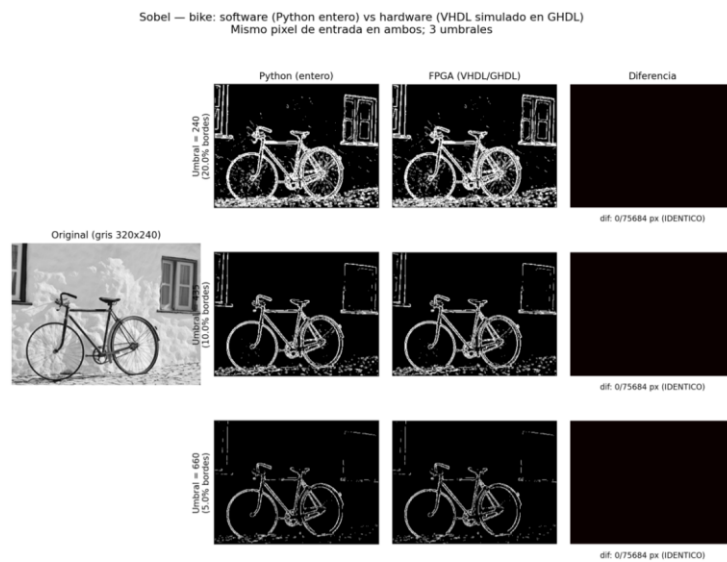 Sobel — bike: software (Python entero) vs hardware (VHDL simulado en GHDL)
Mismo pixel de entrada en ambos; 3 umbrales
Python (entero)
FPGA (VHDL/GHDL)
Diferencia
Umbral = 240
(20.0% bordes)
dif: 0/75684 px (IDENTICO)
Original (gris 320x240)
Umbral
(10.0% bordes)
dif: 0/75684 px (IDENTICO)
Umbral = 660
(5.0% bordes)
dif: 0/75684 px (IDENTICO)